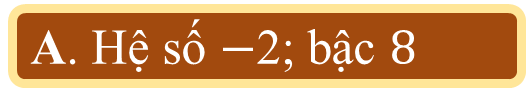 A. Hệ số −2; bậc 8